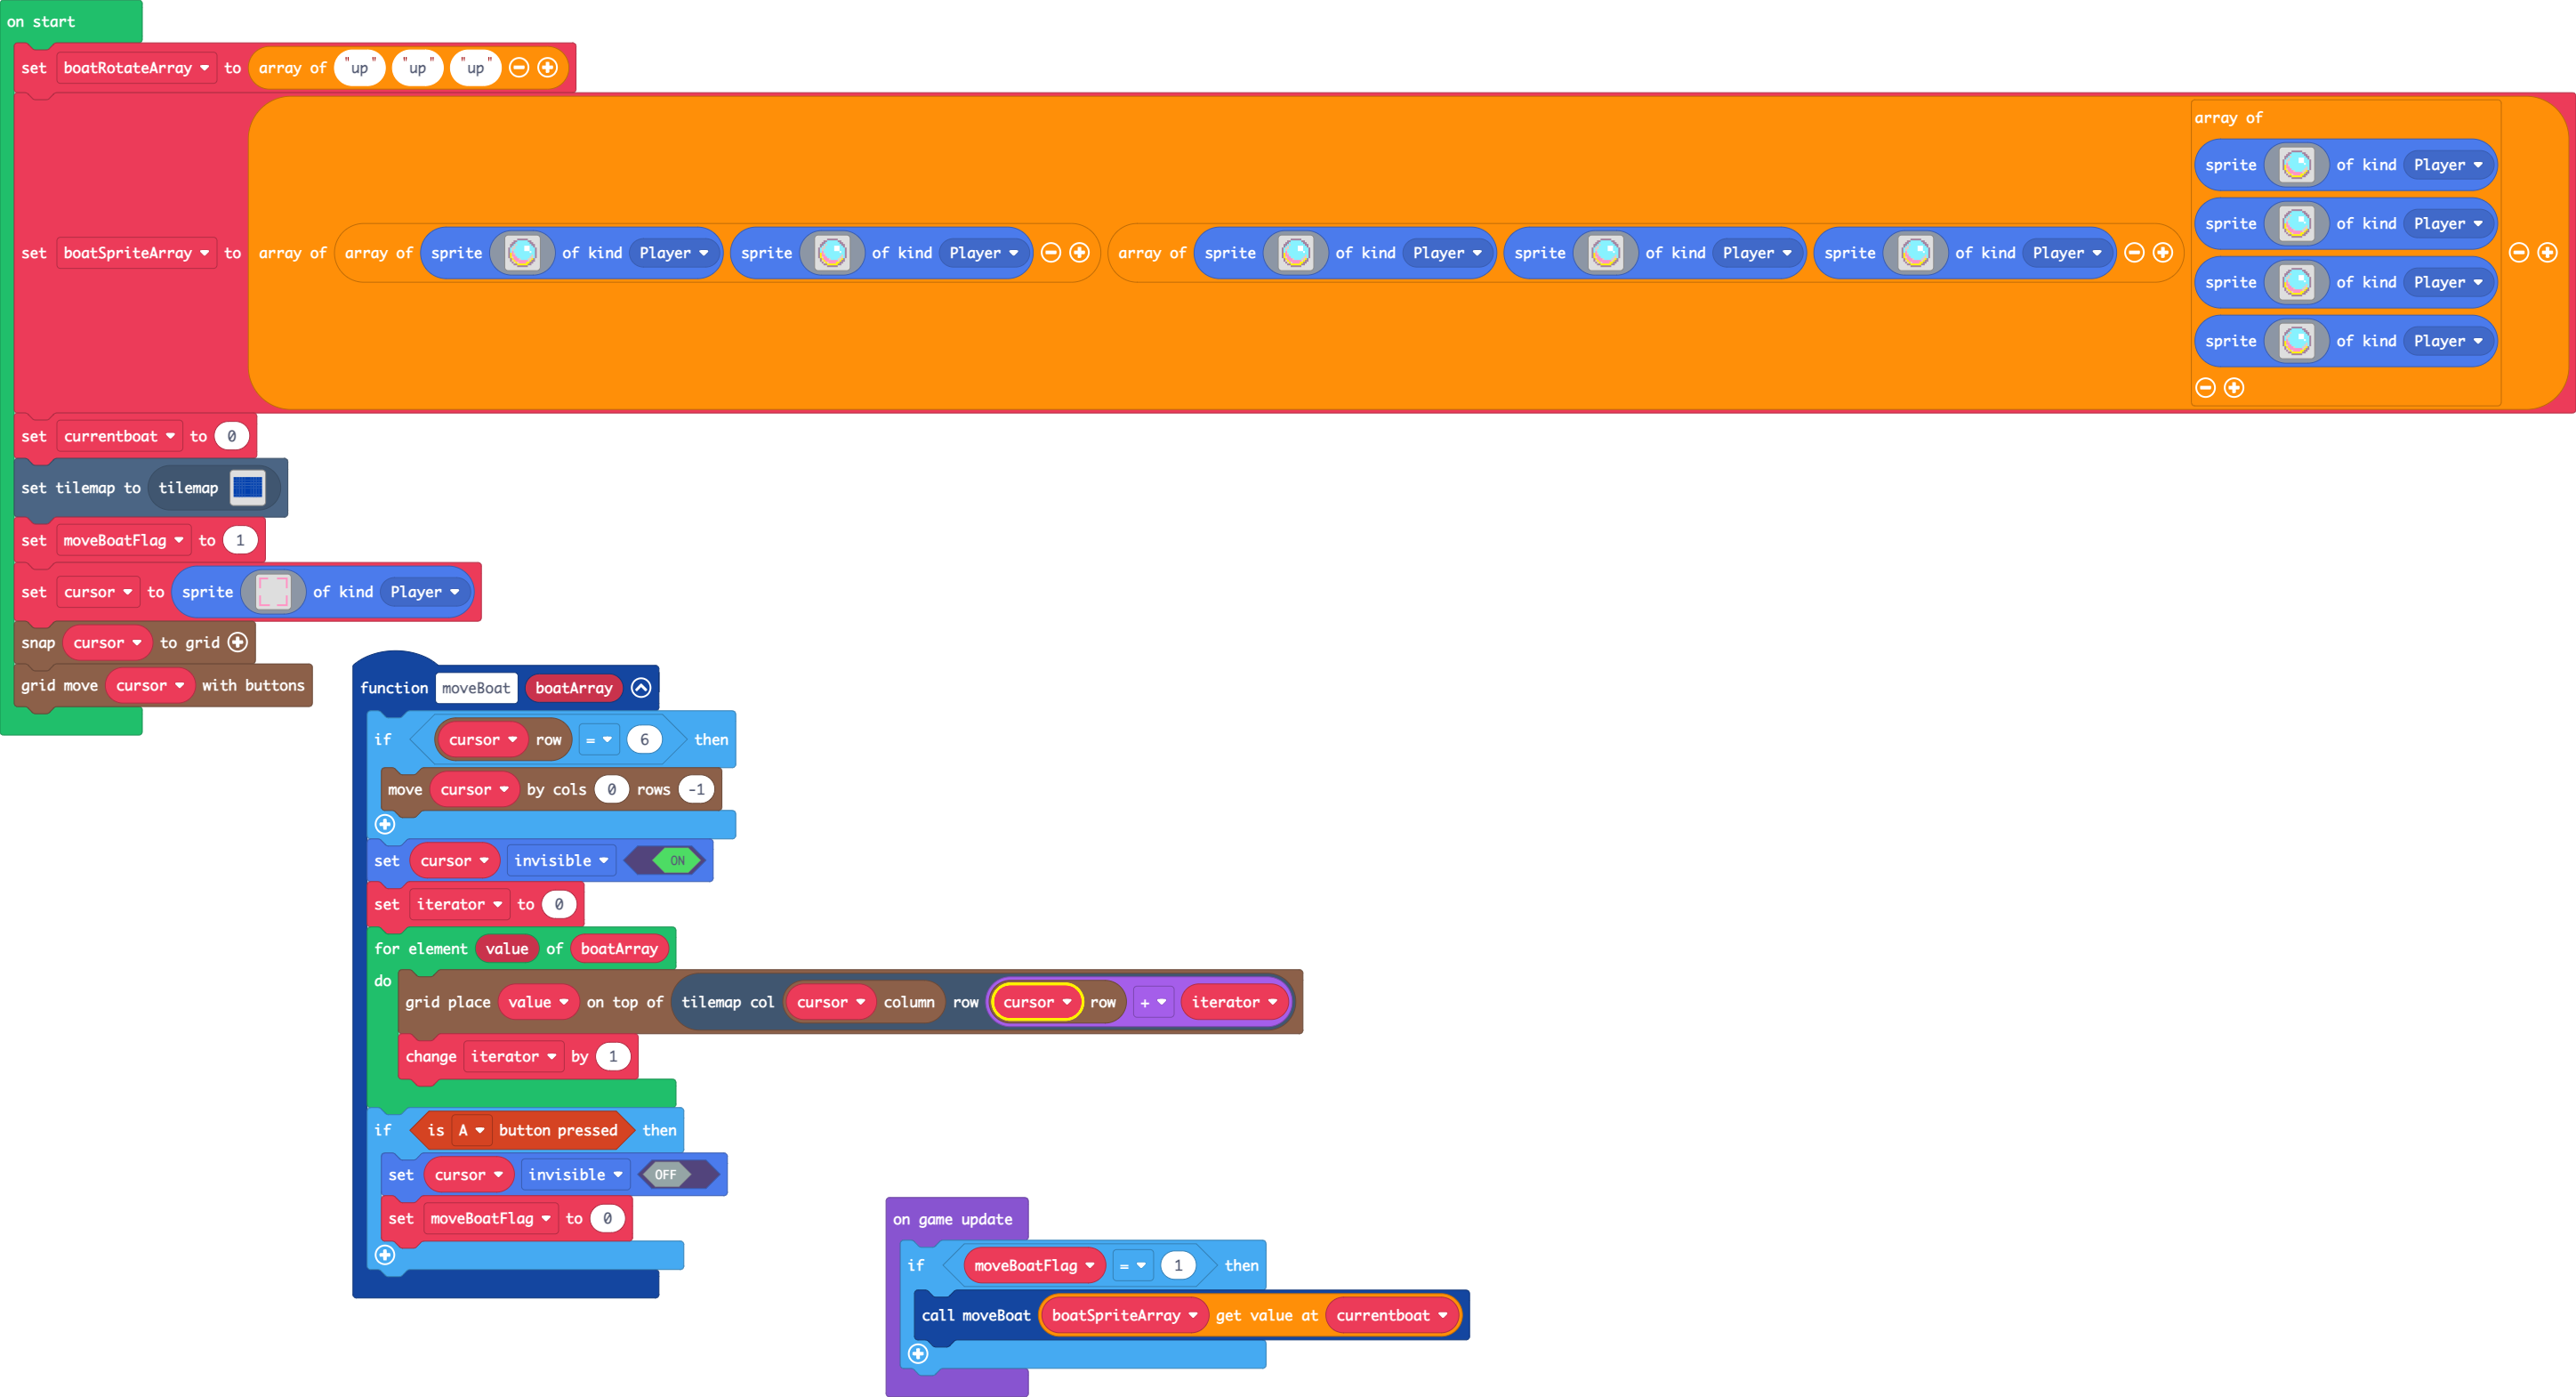 on start
set boatRotateArray to array of "up" "up" "up"
array of
sprite of kind Player
sprite of kind Player
set boatSpriteArray to array of array of sprite of kind Player sprite of kind Player array of sprite of kind Player sprite of kind Player sprite of kind Player
sprite of kind Player
sprite of kind Player
set currentboat to 0
set tilemap to tilemap
set moveBoatFlag to 1
set cursor to sprite of kind Player
snap cursor to grid
grid move cursor with buttons
function moveBoat boatArray
if cursor row = 6 then
move cursor by cols 0 rows -1
set cursor invisible ON
set iterator to 0
for element value of boatArray
do
grid place value on top of tilemap col cursor column row cursor row + iterator
change iterator by 1
if is A button pressed then
set cursor invisible OFF
set moveBoatFlag to 0
on game update
if moveBoatFlag = 1 then
call moveBoat boatSpriteArray get value at currentboat